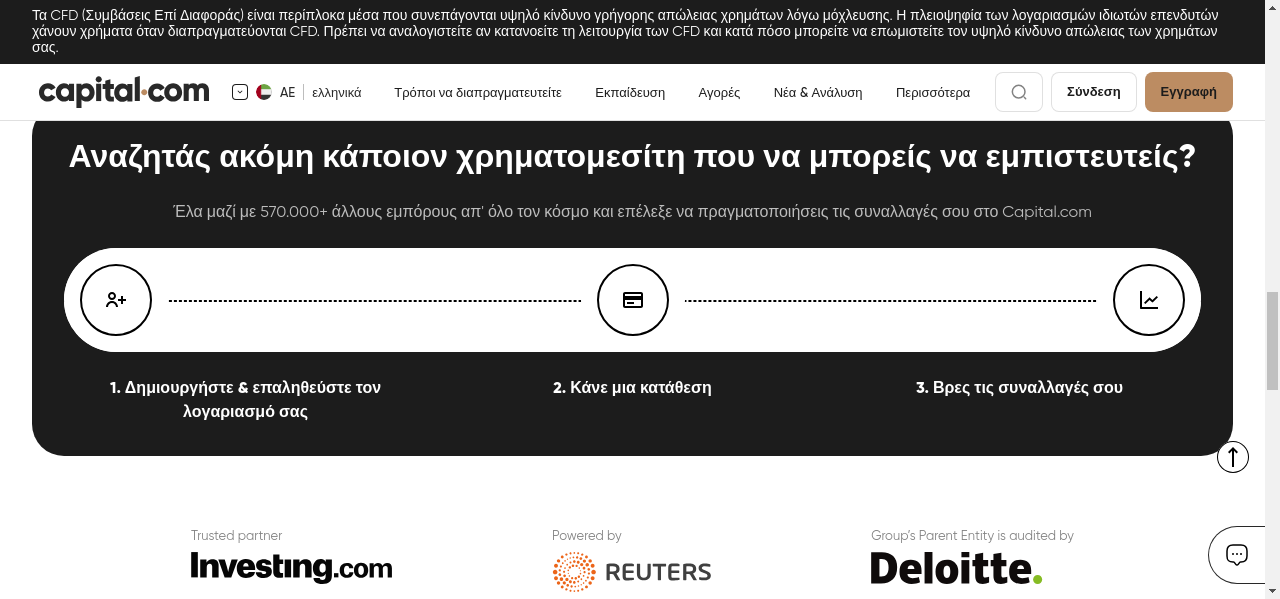 Τα CFD (Συμβάσεις Επί Διαφοράς) είναι περίπλοκα μέσα που συνεπάγονται υψηλό κίνδυνο γρήγορης απώλειας χρημάτων λόγω μόχλευσης. Η πλειοψηφία των λογαριασμών ιδιωτών επενδυτών
χάνουν χρήματα όταν διαπραγματεύονται CFD. Πρέπει να αναλογιστείτε αν κατανοείτε τη λειτουργία των CFD και κατά πόσο μπορείτε να επωμιστείτε τον υψηλό κίνδυνο απώλειας των χρημάτων
σας.
capital.com AE ελληνικά Τρόποι να διαπραγματευτείτε Εκπαίδευση Αγορές Νέα & Ανάλυση Περισσότερα Σύνδεση Εγγραφή
Αναζητάς ακόμη κάποιον χρηματομεσίτη που να μπορείς να εμπιστευτείς?
Έλα μαζί με 570.000+ άλλους εμπόρους απ' όλο τον κόσμο και επέλεξε να πραγματοποιήσεις τις συναλλαγές σου στο Capital.com
1. Δημιουργήστε & επαληθεύστε τον
λογαριασμό σας
2. Κάνε μια κατάθεση
3. Βρες τις συναλλαγές σου
Trusted partner
Investing.com
Powered by
REUTERS
Group's Parent Entity is audited by
Deloitte.